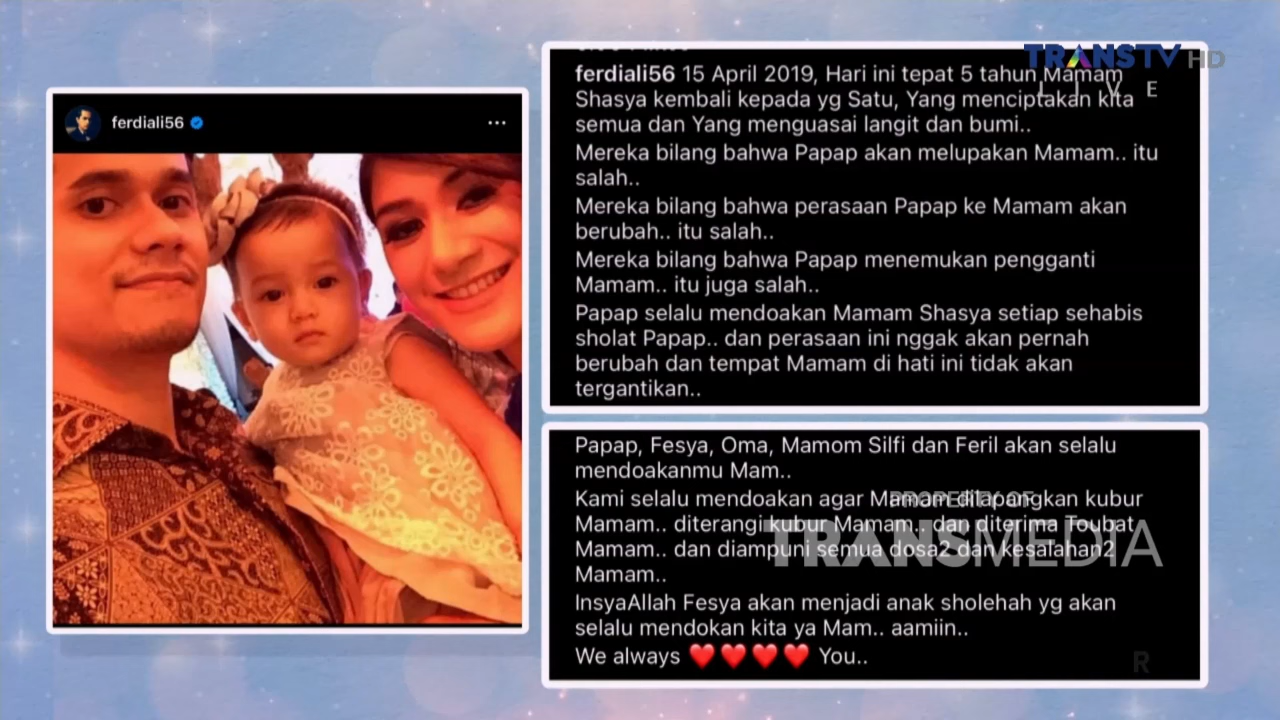 TRANSTV HD
LIVE
ferdiali56
ferdiali56 15 April 2019, Hari ini tepat 5 tahun Mamam
Shasya kembali kepada yg Satu, Yang menciptakan kita
semua dan Yang menguasai langit dan bumi..
Mereka bilang bahwa Papap akan melupakan Mamam.. itu
salah..
Mereka bilang bahwa perasaan Papap ke Mamam akan
berubah.. itu salah..
Mereka bilang bahwa Papap menemukan pengganti
Mamam.. itu juga salah..
Papap selalu mendoakan Mamam Shasya setiap sehabis
sholat Papap.. dan perasaan ini nggak akan pernah
berubah dan tempat Mamam di hati ini tidak akan
tergantikan..
Papap, Fesya, Oma, Mamom Silfi dan Feril akan selalu
mendoakanmu Mam..
Kami selalu mendoakan agar Mamam dilapangkan kubur
Mamam.. diterangi kubur Mamam.. dan diterima Toubat
Mamam.. dan diampuni semua dosa2 dan kesalahan2
Mamam..
InsyaAllah Fesya akan menjadi anak sholehah yg akan
selalu mendokan kita ya Mam.. aamiin..
We always ❤️❤️❤️❤️ You..
PROPERTY OF
TRANSMEDIA
R